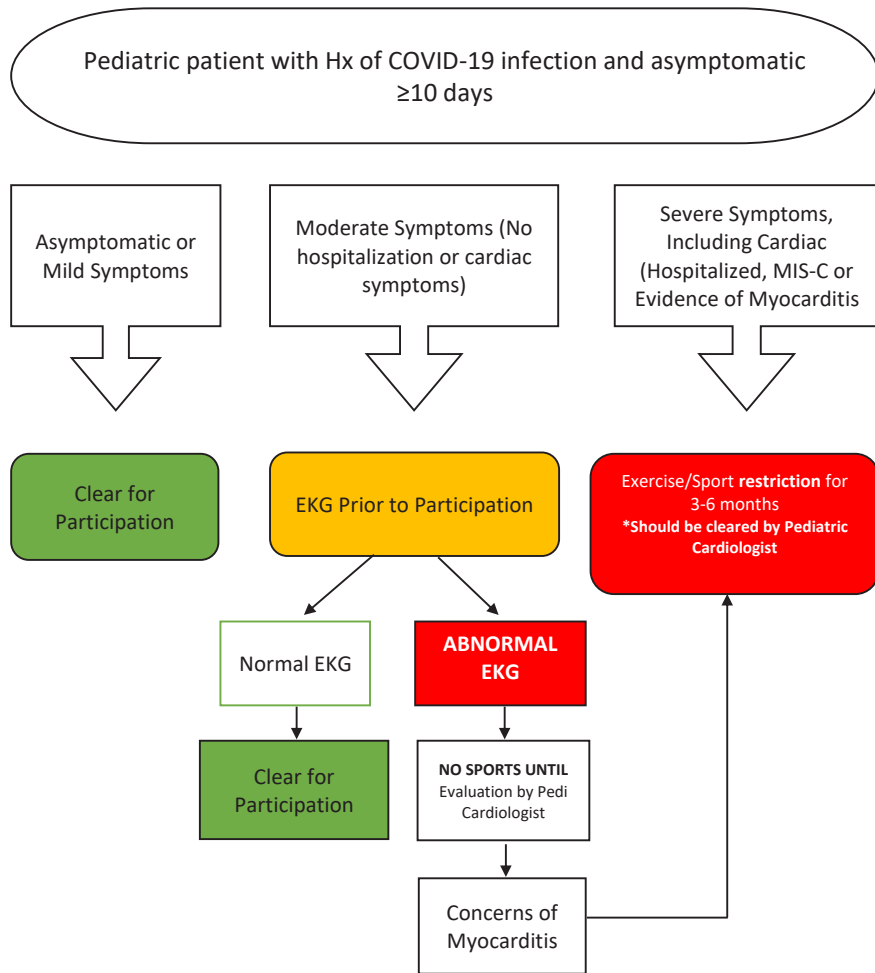 Pediatric patient with Hx of COVID-19 infection and asymptomatic
≥10 days
Asymptomatic or
Mild Symptoms
Moderate Symptoms (No
hospitalization or cardiac
symptoms)
Severe Symptoms,
Including Cardiac
(Hospitalized, MIS-C or
Evidence of Myocarditis
Clear for
Participation
EKG Prior to Participation
Exercise/Sport restriction for
3-6 months
*Should be cleared by Pediatric
Cardiologist
Normal EKG
ABNORMAL
EKG
Clear for
Participation
NO SPORTS UNTIL
Evaluation by Pedi
Cardiologist
Concerns of
Myocarditis